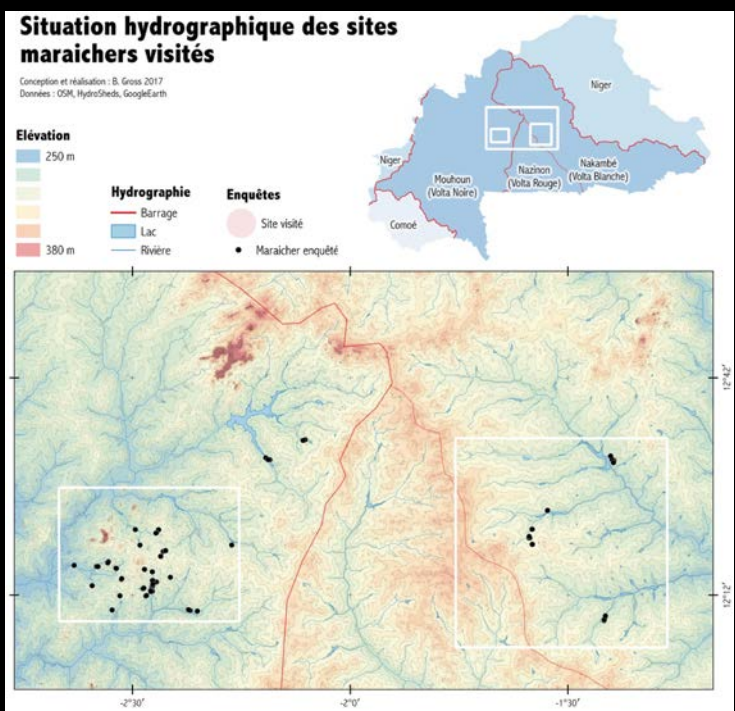 Situation hydrographique des sites
maraichers visités
Conception et réalisation : B. Gross 2017
Données : OSM, HydroSheds, GoogleEarth
Elévation
250 m
380 m
Hydrographie
Barrage
Lac
Rivière
Enquêtes
Site visité
Maraicher enquêté
Niger
Niger
Mouhoun
(Volta Noire)
Nazinon
(Volta Rouge)
Nakambé
(Volta Blanche)
Comoé
12°42'
12°12'
-2°30'
-2°0'
-1°30'